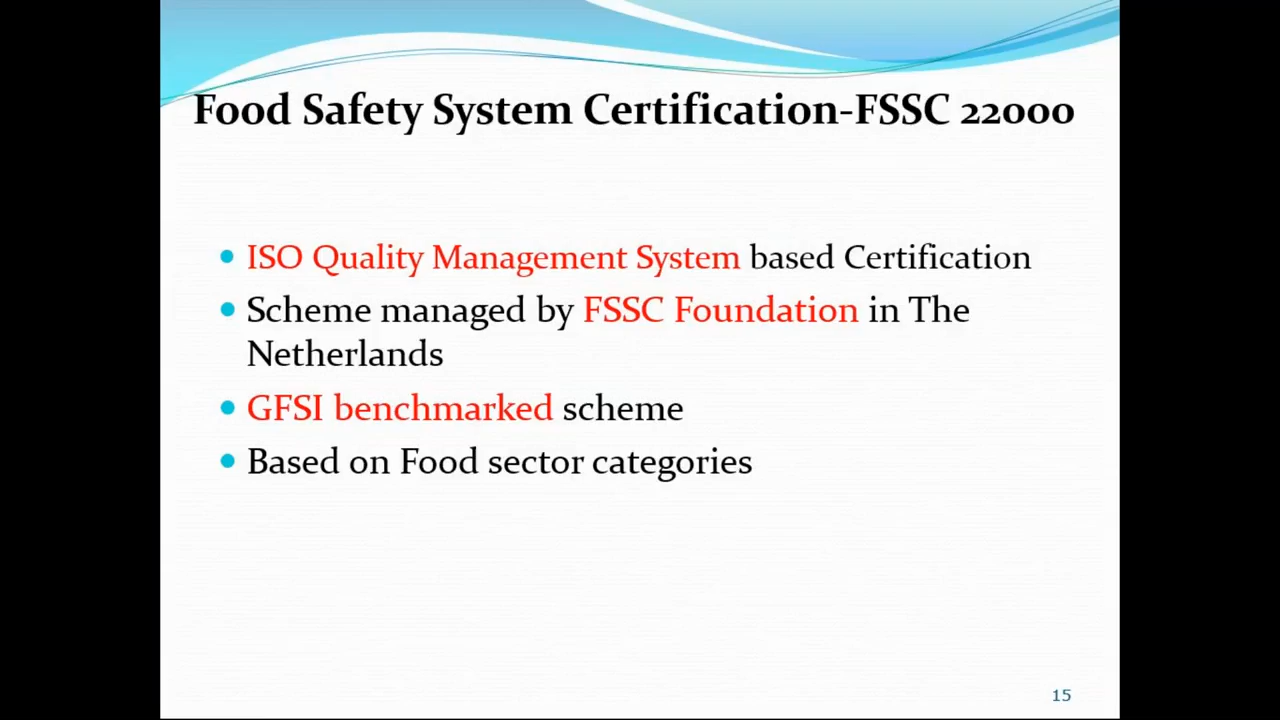 Food Safety System Certification-FSSC 22000
• ISO Quality Management System based Certification
• Scheme managed by FSSC Foundation in The
Netherlands
• GFSI benchmarked scheme
• Based on Food sector categories
15